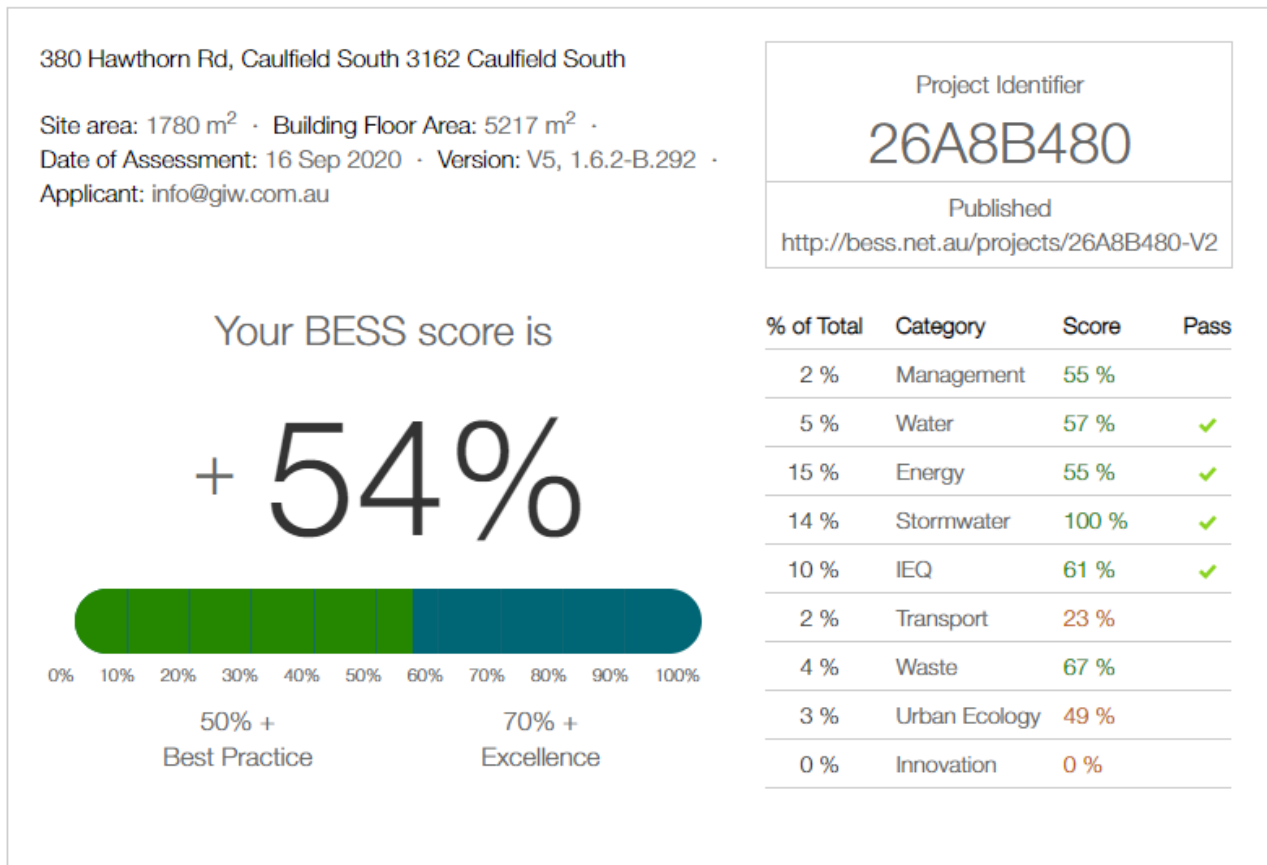 380 Hawthorn Rd, Caulfield South 3162 Caulfield South
Site area: 1780 m² · Building Floor Area: 5217 m² ·
Date of Assessment: 16 Sep 2020 · Version: V5, 1.6.2-B.292 ·
Applicant: info@giw.com.au
Project Identifier
26A8B480
Published
http://bess.net.au/projects/26A8B480-V2
Your BESS score is
+ 54%
0% 10% 20% 30% 40% 50% 60% 70% 80% 90% 100%
50% + 70% +
Best Practice Excellence
% of Total Category Score Pass
2 % Management 55 %
5 % Water 57 % ✓
15 % Energy 55 % ✓
14 % Stormwater 100 % ✓
10 % IEQ 61 % ✓
2 % Transport 23 %
4 % Waste 67 %
3 % Urban Ecology 49 %
0 % Innovation 0 %